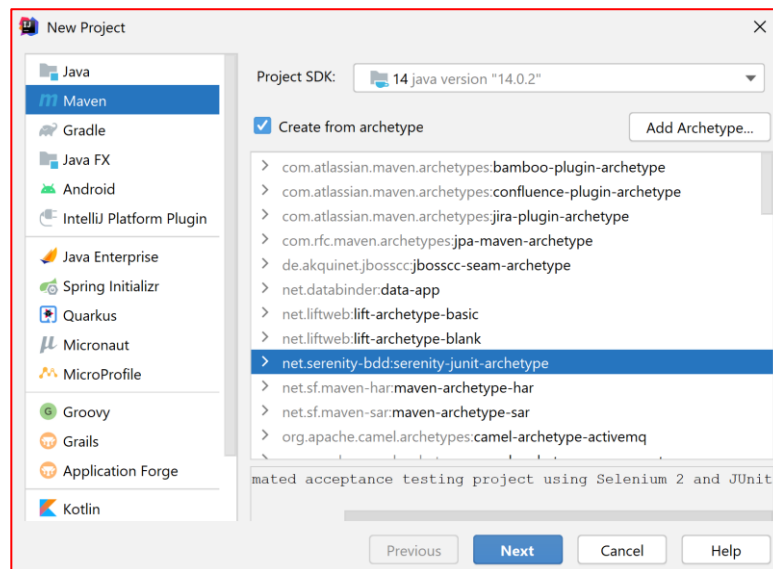 New Project
Java
Maven
Gradle
Java FX
Android
IntelliJ Platform Plugin
Java Enterprise
Spring Initializr
Quarkus
Micronaut
MicroProfile
Groovy
Grails
Application Forge
Kotlin
Project SDK: 14 java version "14.0.2"
Create from archetype
Add Archetype...
com.atlassian.maven.archetypes:bamboo-plugin-archetype
com.atlassian.maven.archetypes:confluence-plugin-archetype
com.atlassian.maven.archetypes:jira-plugin-archetype
com.rfc.maven.archetypes:jpa-maven-archetype
de.akquinet.jbosscc:jbosscc-seam-archetype
net.databinder:data-app
net.liftweb:lift-archetype-basic
net.liftweb:lift-archetype-blank
net.serenity-bdd:serenity-junit-archetype
net.sf.maven-har:maven-archetype-har
net.sf.maven-sar:maven-archetype-sar
org.apache.camel.archetypes:camel-archetype-activemq
mated acceptance testing project using Selenium 2 and JUnit
Previous
Next
Cancel
Help